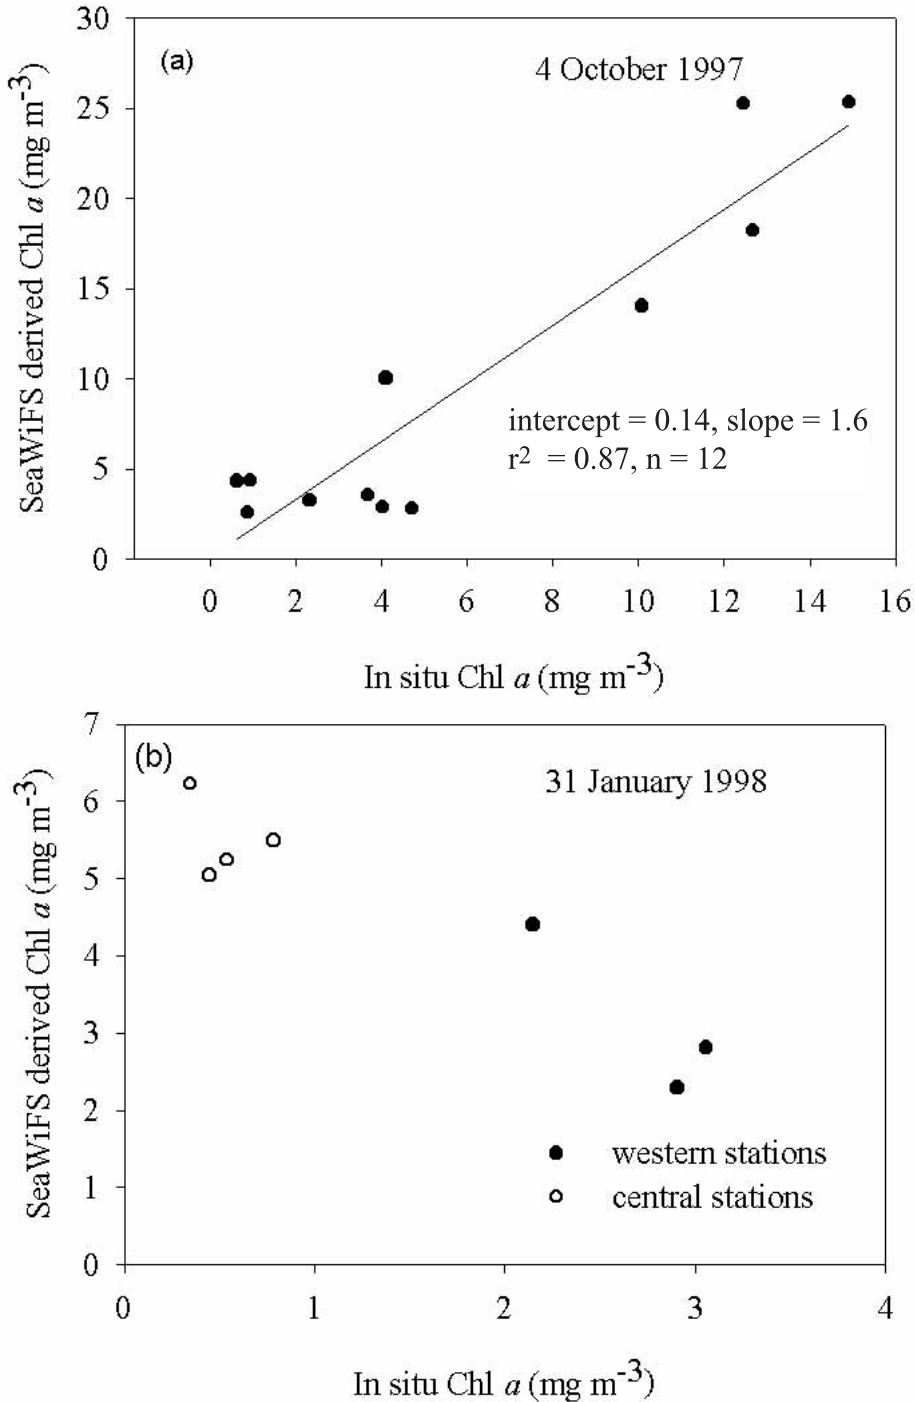 30
(a)
4 October 1997
25
20
15
10
5
0
SeaWiFS derived Chl a (mg m-3)
intercept = 0.14, slope = 1.6
r2 = 0.87, n = 12
0 2 4 6 8 10 12 14 16
In situ Chl a (mg m-3)
7
(b)
31 January 1998
6
5
4
3
2
1
0
SeaWiFS derived Chl a (mg m-3)
western stations
central stations
0 1 2 3 4
In situ Chl a (mg m-3)